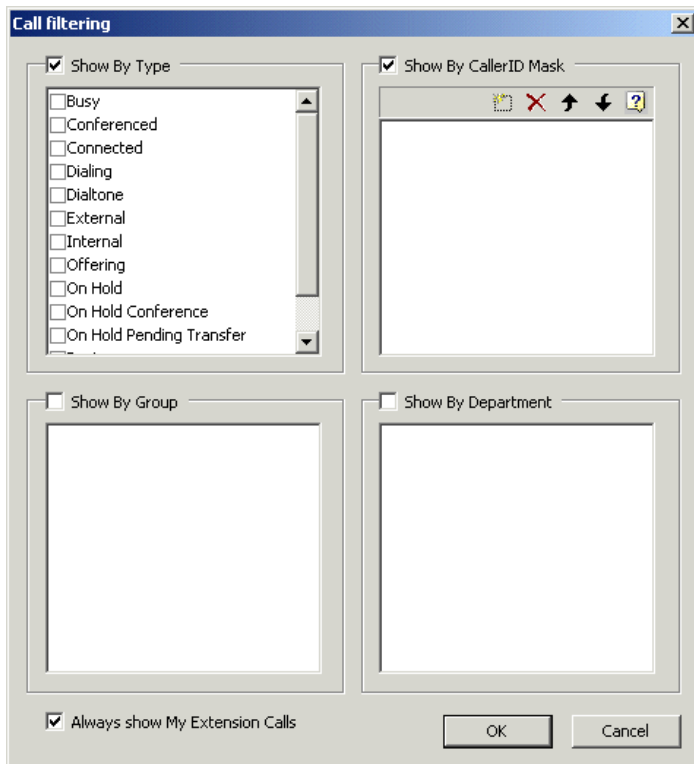 Call filtering
Show By Type
Busy
Conferenced
Connected
Dialing
Dialtone
External
Internal
Offering
On Hold
On Hold Conference
On Hold Pending Transfer
Show By CallerID Mask
Show By Group
Show By Department
Always show My Extension Calls
OK
Cancel